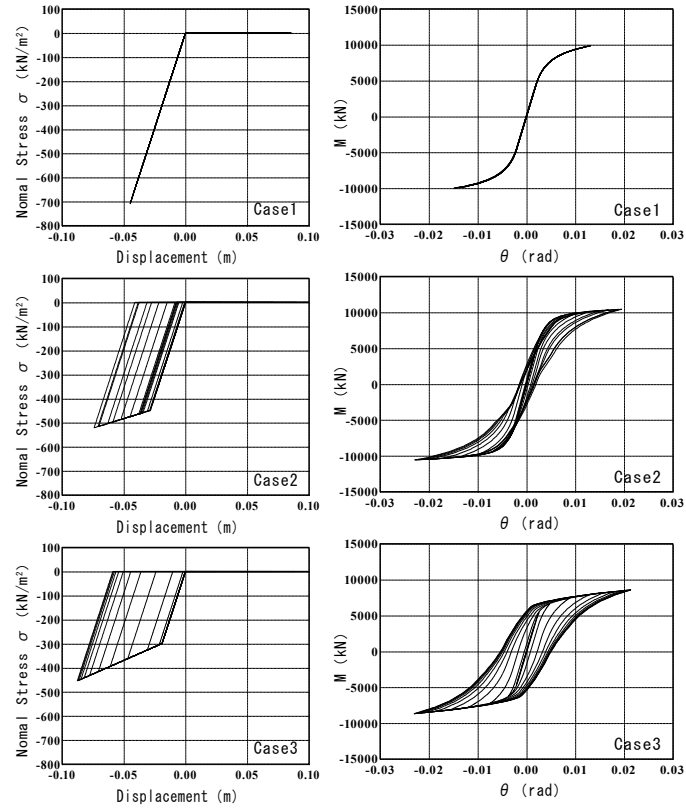 100
0
-100
-200
-300
-400
-500
-600
-700
-800
Nomal Stress σ (kN/m²)
-0.10 -0.05 0.00 0.05 0.10
Displacement (m)
Case1
15000
10000
5000
0
-5000
-10000
-15000
M (kN)
-0.03 -0.02 -0.01 0.00 0.01 0.02 0.03
θ (rad)
Case1
100
0
-100
-200
-300
-400
-500
-600
-700
-800
Nomal Stress σ (kN/m²)
-0.10 -0.05 0.00 0.05 0.10
Displacement (m)
Case2
15000
10000
5000
0
-5000
-10000
-15000
M (kN)
-0.03 -0.02 -0.01 0.00 0.01 0.02 0.03
θ (rad)
Case2
100
0
-100
-200
-300
-400
-500
-600
-700
-800
Nomal Stress σ (kN/m²)
-0.10 -0.05 0.00 0.05 0.10
Displacement (m)
Case3
15000
10000
5000
0
-5000
-10000
-15000
M (kN)
-0.03 -0.02 -0.01 0.00 0.01 0.02 0.03
θ (rad)
Case3